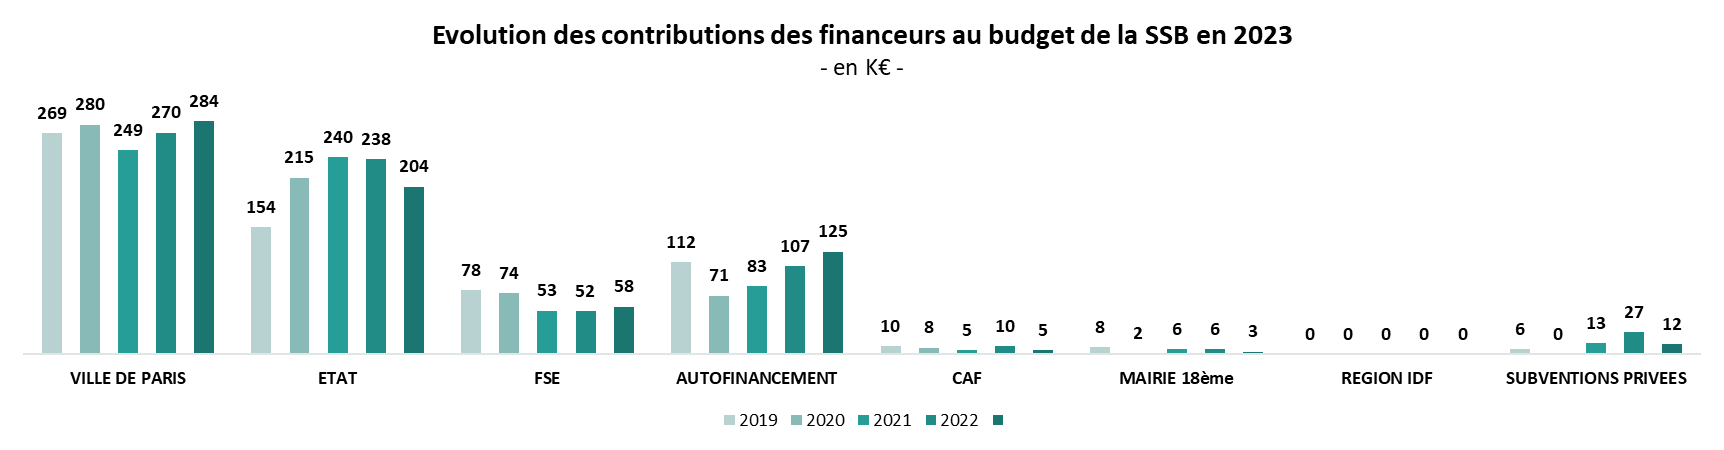 Evolution des contributions des financeurs au budget de la SSB en 2023
- en K€ -
269 280 249 270 284
154 215 240 238 204
78 74 53 52 58
112 71 83 107 125
10 8 5 10 5
8 2 6 6 3
0 0 0 0 0
6 0 13 27 12
VILLE DE PARIS ETAT FSE AUTOFINANCEMENT CAF MAIRIE 18ème REGION IDF SUBVENTIONS PRIVEES
2019 2020 2021 2022